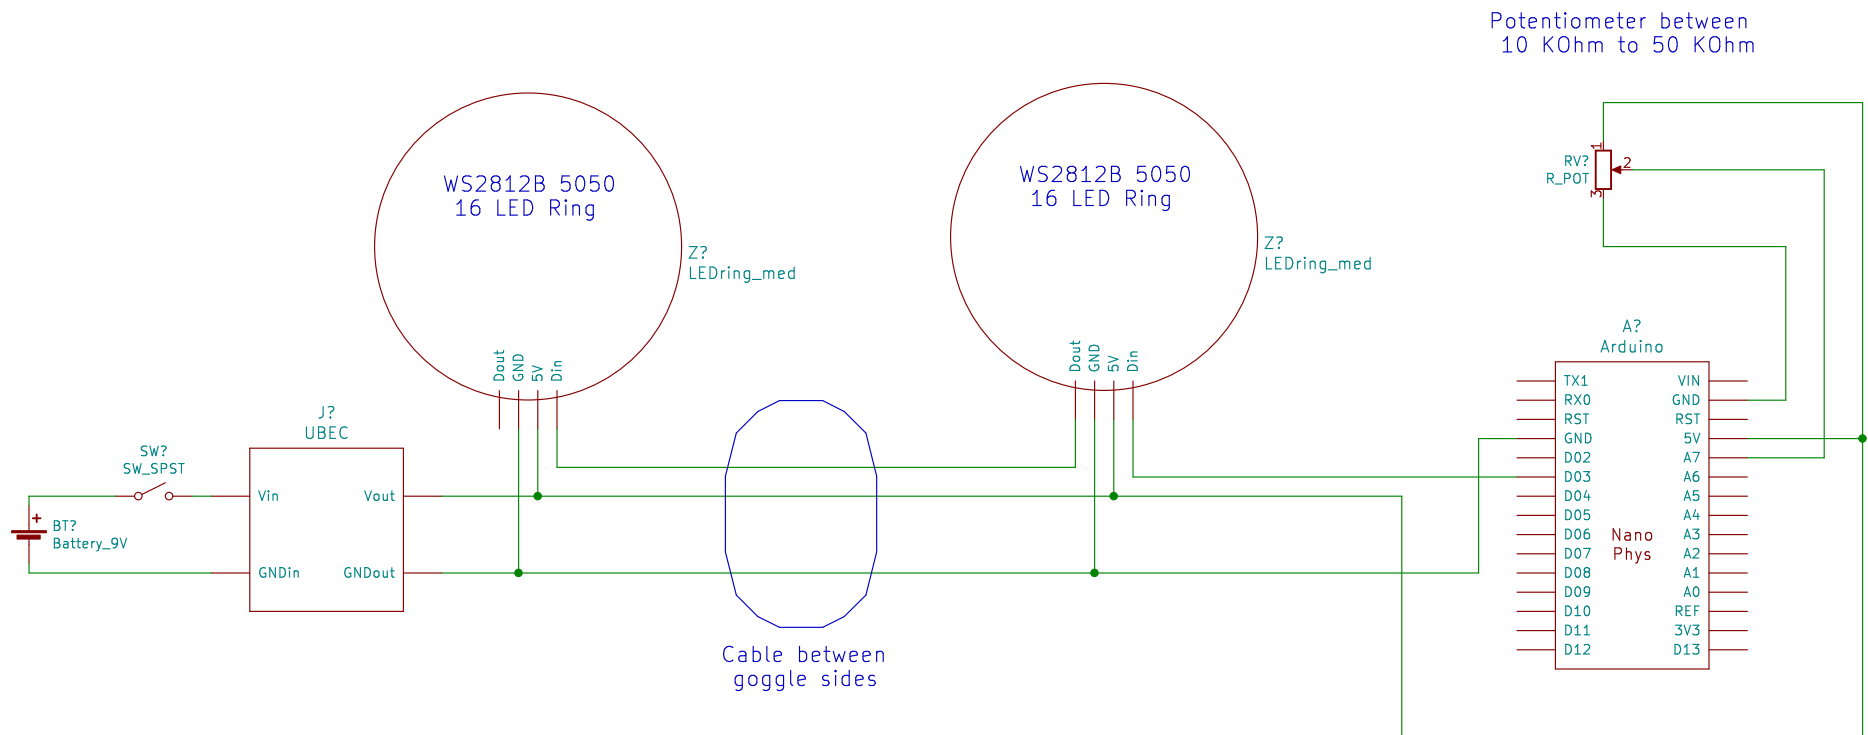 Potentiometer between
10 KOhm to 50 KOhm
WS2812B 5050
16 LED Ring
Z?
LEDring_med
Dout
GND
5V
Din
WS2812B 5050
16 LED Ring
Z?
LEDring_med
Dout
GND
5V
Din
1
RV?
R_POT
2
3
J?
UBEC
Vin
Vout
GNDin
GNDout
SW?
SW_SPST
+
BT?
Battery_9V
Cable between
goggle sides
A?
Arduino
TX1
RX0
RST
GND
D02
D03
D04
D05
D06
D07
D08
D09
D10
D11
D12
Nano
Phys
VIN
GND
RST
5V
A7
A6
A5
A4
A3
A2
A1
A0
REF
3V3
D13